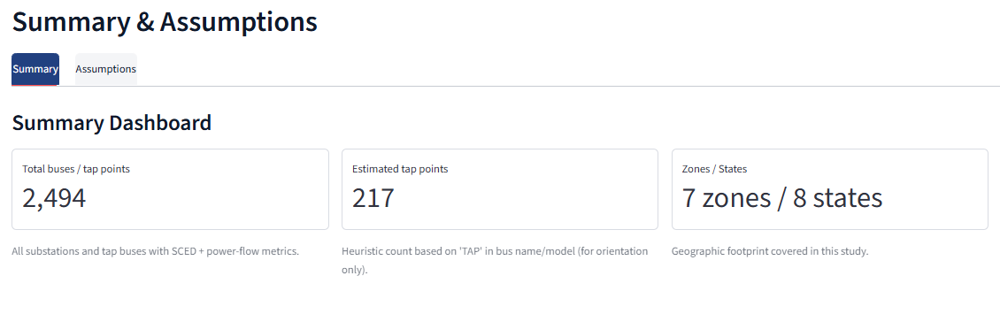 Summary & Assumptions
Summary
Assumptions
Summary Dashboard
Total buses / tap points
2,494
All substations and tap buses with SCED + power-flow metrics.
Estimated tap points
217
Heuristic count based on 'TAP' in bus name/model (for orientation
only).
Zones / States
7 zones / 8 states
Geographic footprint covered in this study.